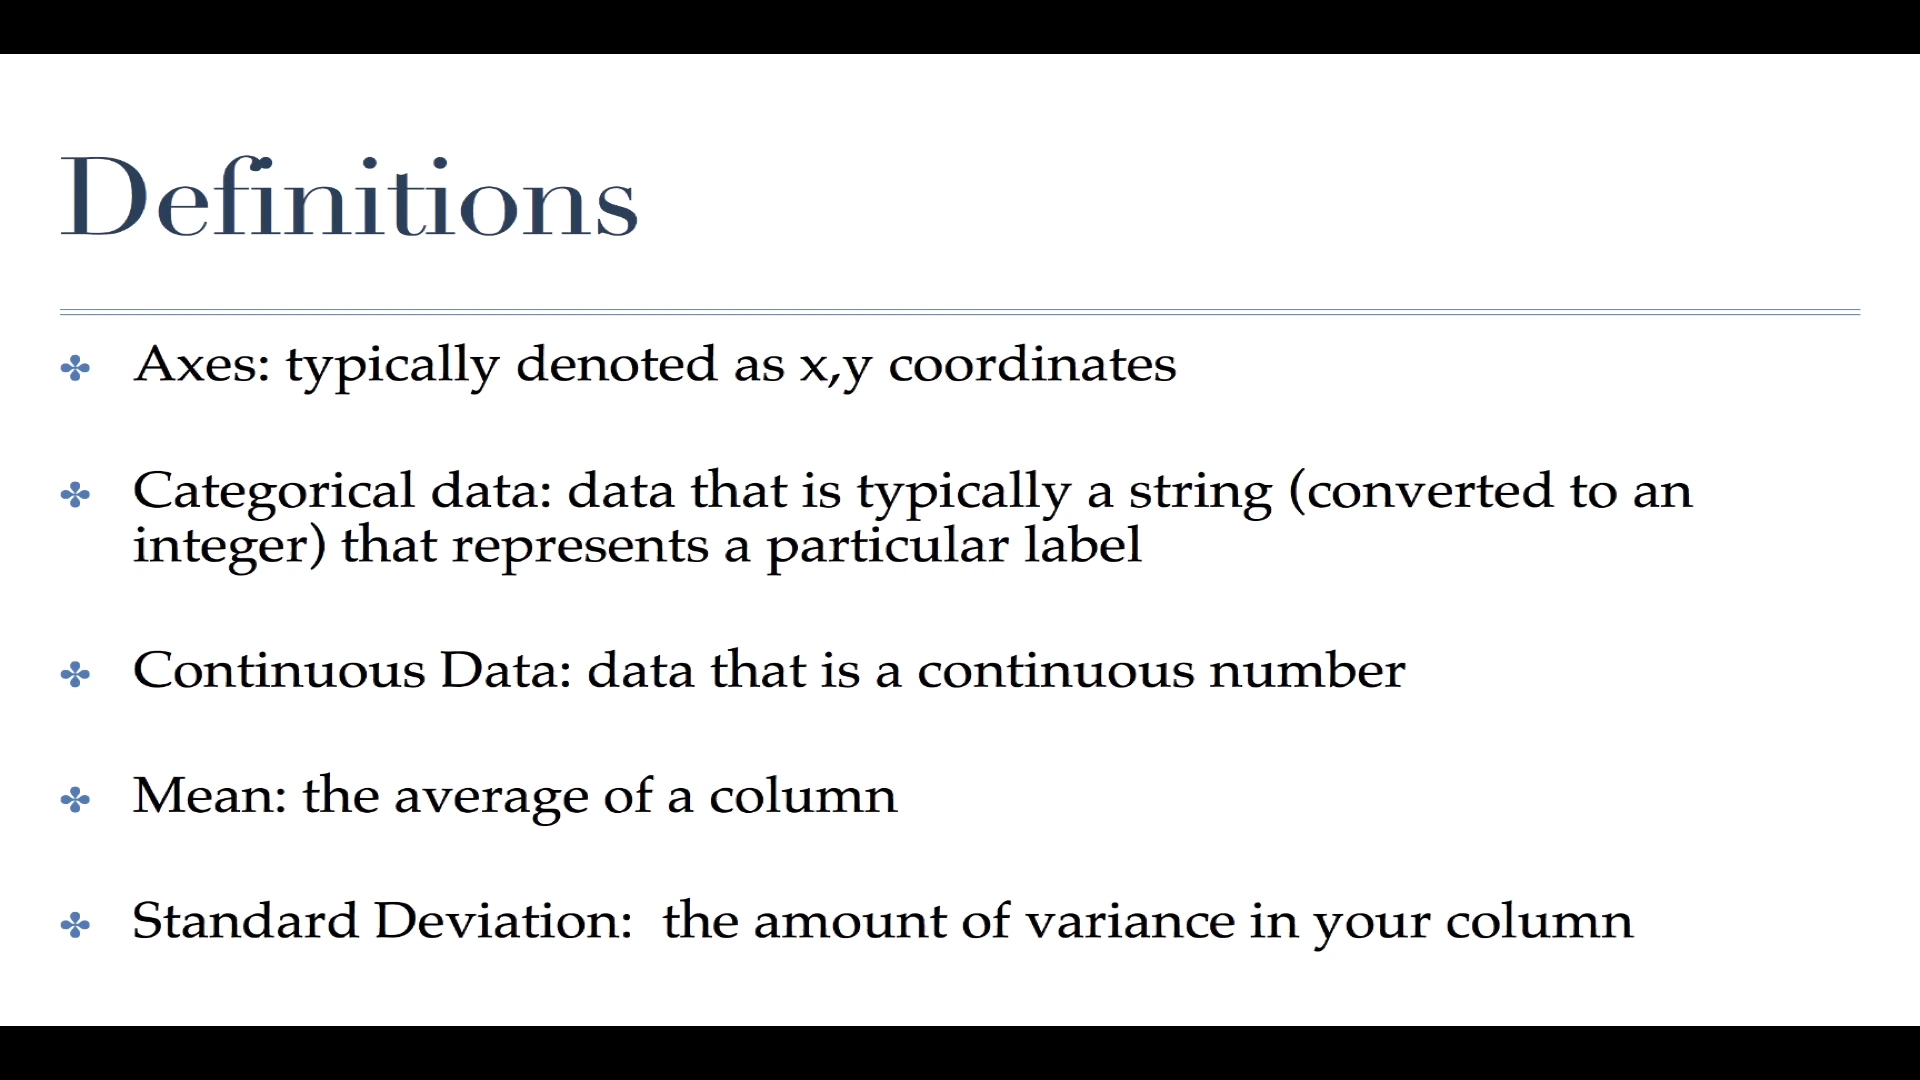 Definitions
Axes: typically denoted as x,y coordinates
Categorical data: data that is typically a string (converted to an
integer) that represents a particular label
Continuous Data: data that is a continuous number
Mean: the average of a column
Standard Deviation:  the amount of variance in your column